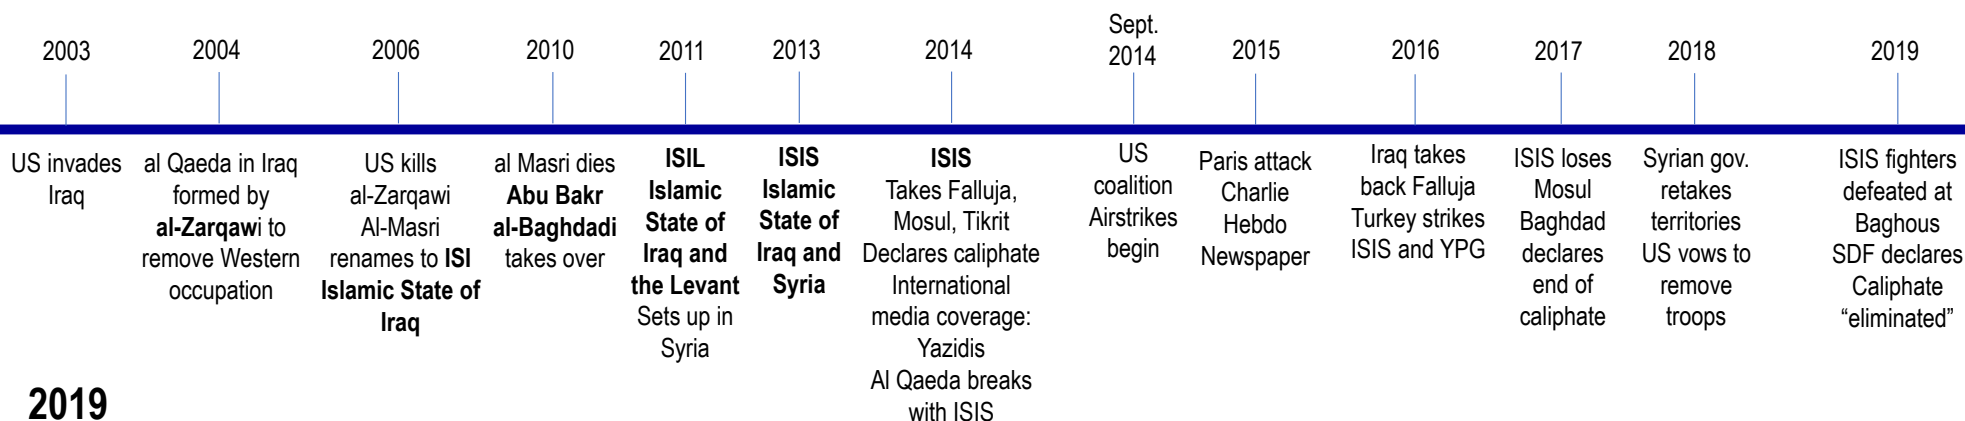 2003
US invades
Iraq
2004
al Qaeda in Iraq
formed by
al-Zarqawi to
remove Western
occupation
2006
US kills
al-Zarqawi
Al-Masri
renames to ISI
Islamic State of
Iraq
2010
al Masri dies
Abu Bakr
al-Baghdadi
takes over
2011
ISIL
Islamic
State of
Iraq and
the Levant
Sets up in
Syria
2013
ISIS
Islamic
State of
Iraq and
Syria
2014
ISIS
Takes Falluja,
Mosul, Tikrit
Declares caliphate
International
media coverage:
Yazidis
Al Qaeda breaks
with ISIS
Sept.
2014
US
coalition
Airstrikes
begin
2015
Paris attack
Charlie
Hebdo
Newspaper
2016
Iraq takes
back Falluja
Turkey strikes
ISIS and YPG
2017
ISIS loses
Mosul
Baghdad
declares
end of
caliphate
2018
Syrian gov.
retakes
territories
US vows to
remove
troops
2019
ISIS fighters
defeated at
Baghous
SDF declares
Caliphate
“eliminated”
2019